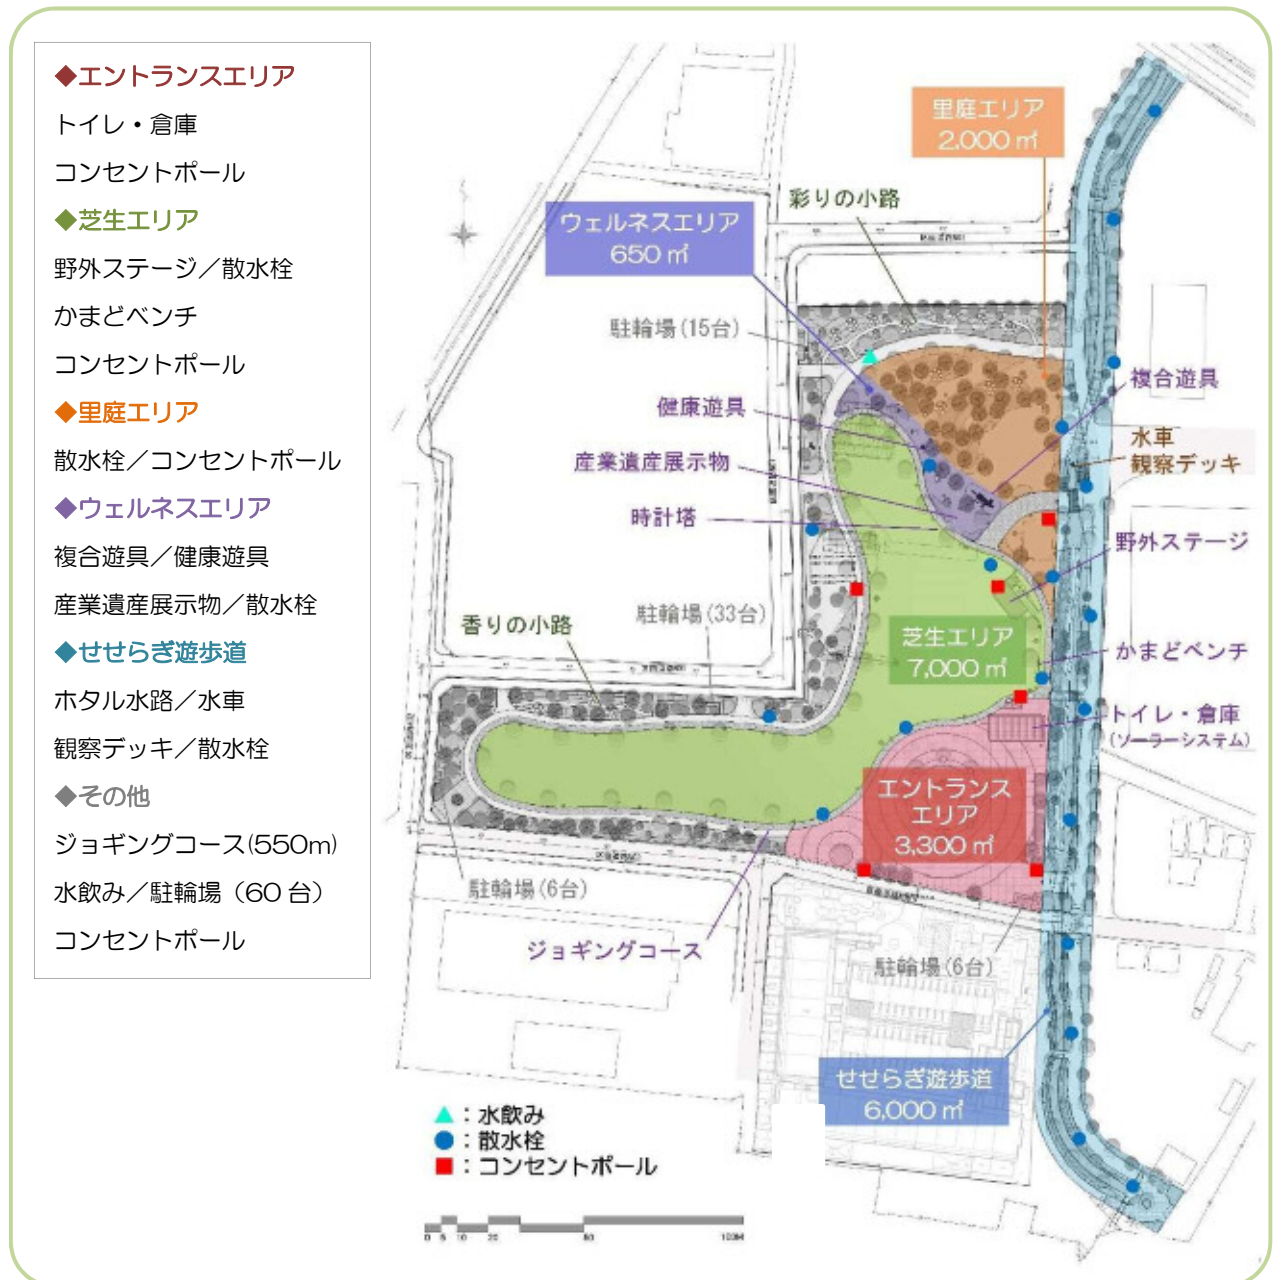 ◆エントランスエリア
トイレ・倉庫
コンセントポール
◆芝生エリア
野外ステージ／散水栓
かまどベンチ
コンセントポール
◆里庭エリア
散水栓／コンセントポール
◆ウェルネスエリア
複合遊具／健康遊具
産業遺産展示物／散水栓
◆せせらぎ遊歩道
ホタル水路／水車
観察デッキ／散水栓
◆その他
ジョギングコース(550m)
水飲み／駐輪場（60台）
コンセントポール
里庭エリア
2,000㎡
彩りの小路
ウェルネスエリア
650㎡
駐輪場(15台)
複合遊具
健康遊具
水車
観察デッキ
産業遺産展示物
時計塔
野外ステージ
駐輪場(33台)
香りの小路
芝生エリア
7,000㎡
かまどベンチ
トイレ・倉庫
(ソーラーシステム)
エントランス
エリア
3,300㎡
駐輪場(6台)
ジョギングコース
駐輪場(6台)
せせらぎ遊歩道
6,000㎡
：水飲み
：散水栓
：コンセントポール
0 5 10 20 50 100M